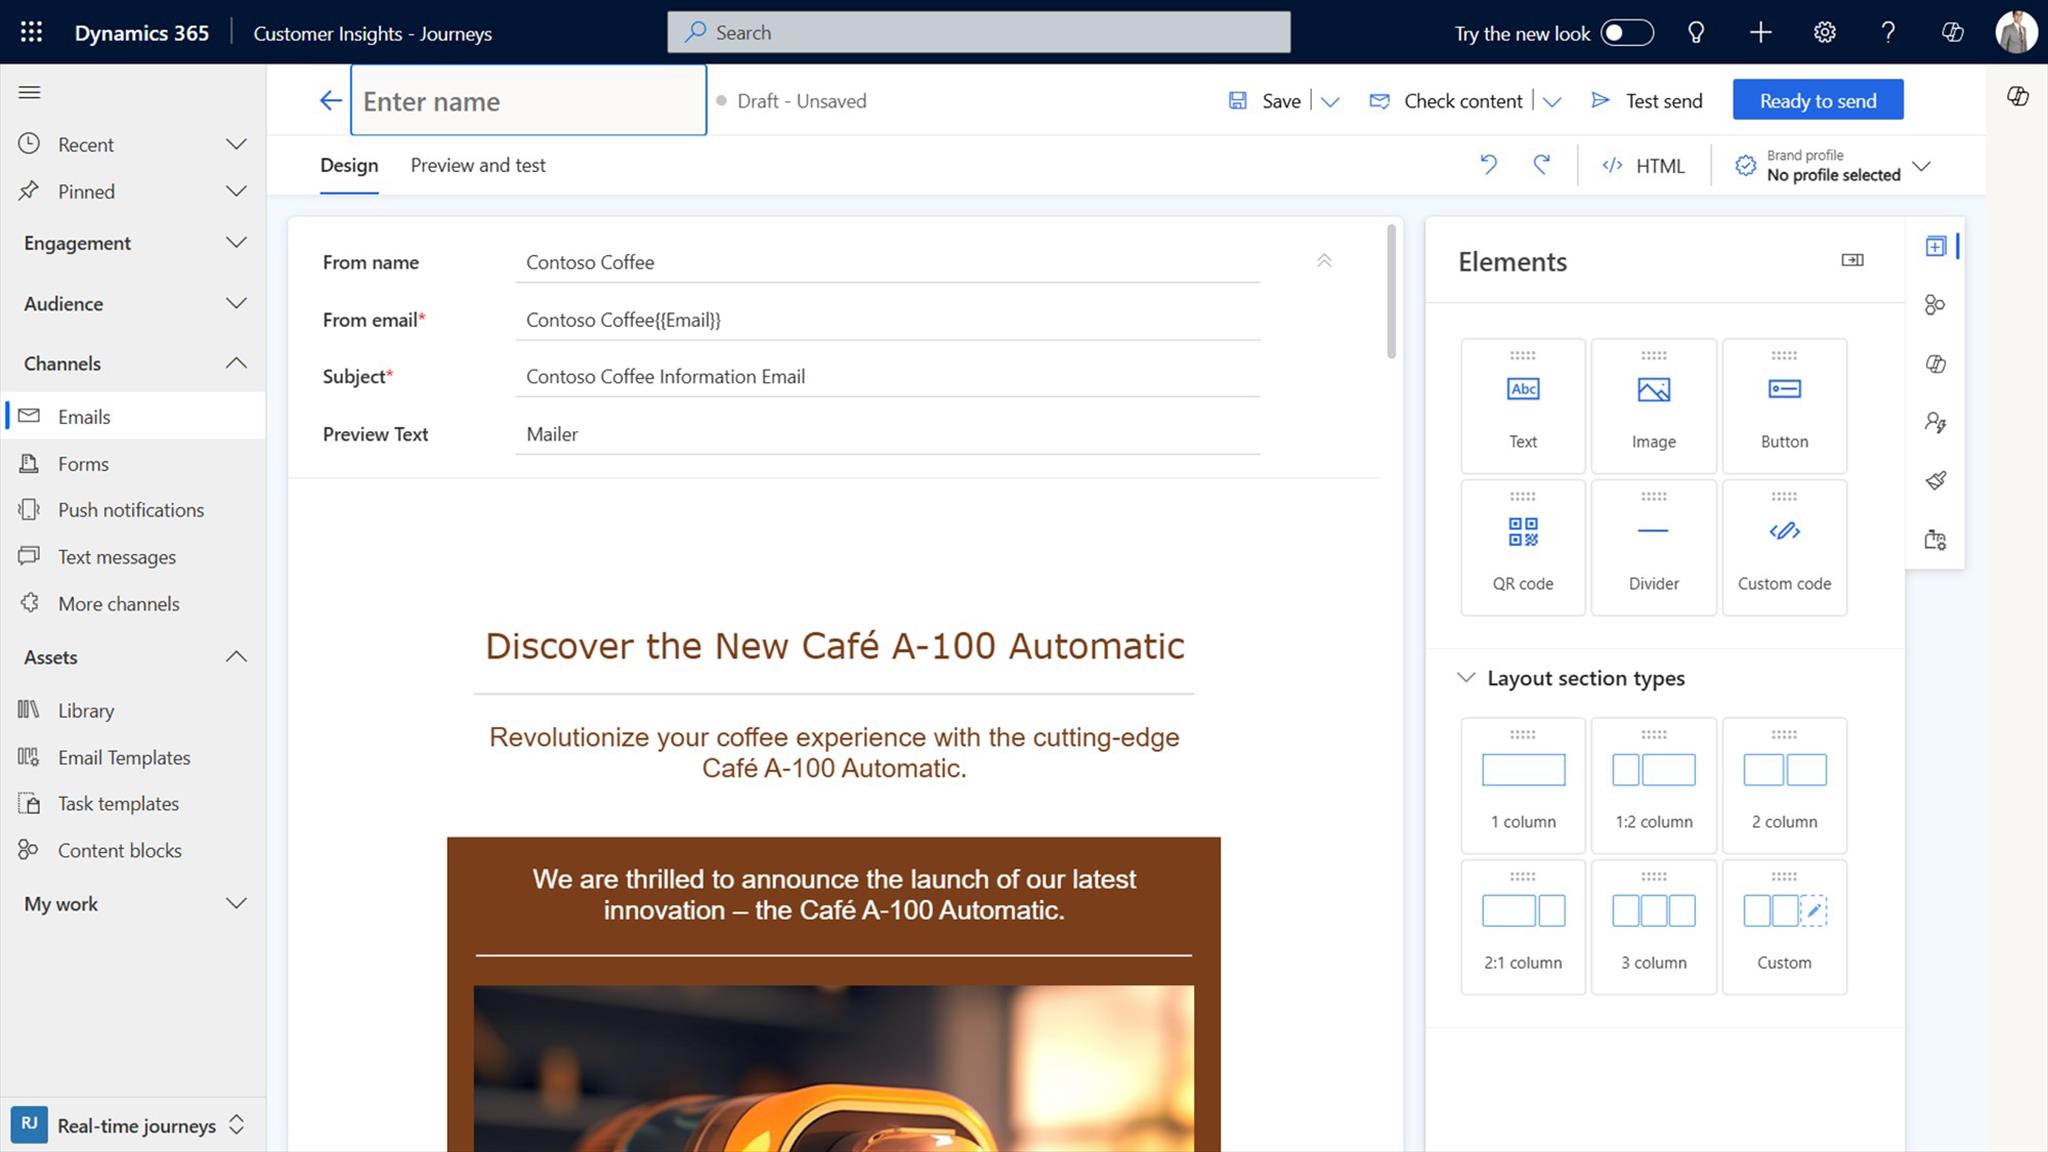 Dynamics 365
Customer Insights - Journeys
Search
Try the new look
Recent
Pinned
Engagement
Audience
Channels
Emails
Forms
Push notifications
Text messages
More channels
Assets
Library
Email Templates
Task templates
Content blocks
My work
RJ
Real-time journeys
Enter name
Draft - Unsaved
Save
Check content
Test send
Ready to send
Design
Preview and test
HTML
Brand profile
No profile selected
From name
Contoso Coffee
From email*
Contoso Coffee{{Email}}
Subject*
Contoso Coffee Information Email
Preview Text
Mailer
Discover the New Café A-100 Automatic
Revolutionize your coffee experience with the cutting-edge
Café A-100 Automatic.
We are thrilled to announce the launch of our latest
innovation – the Café A-100 Automatic.
Elements
Abc
Text
Image
Button
QR code
Divider
Custom code
Layout section types
1 column
1:2 column
2 column
2:1 column
3 column
Custom